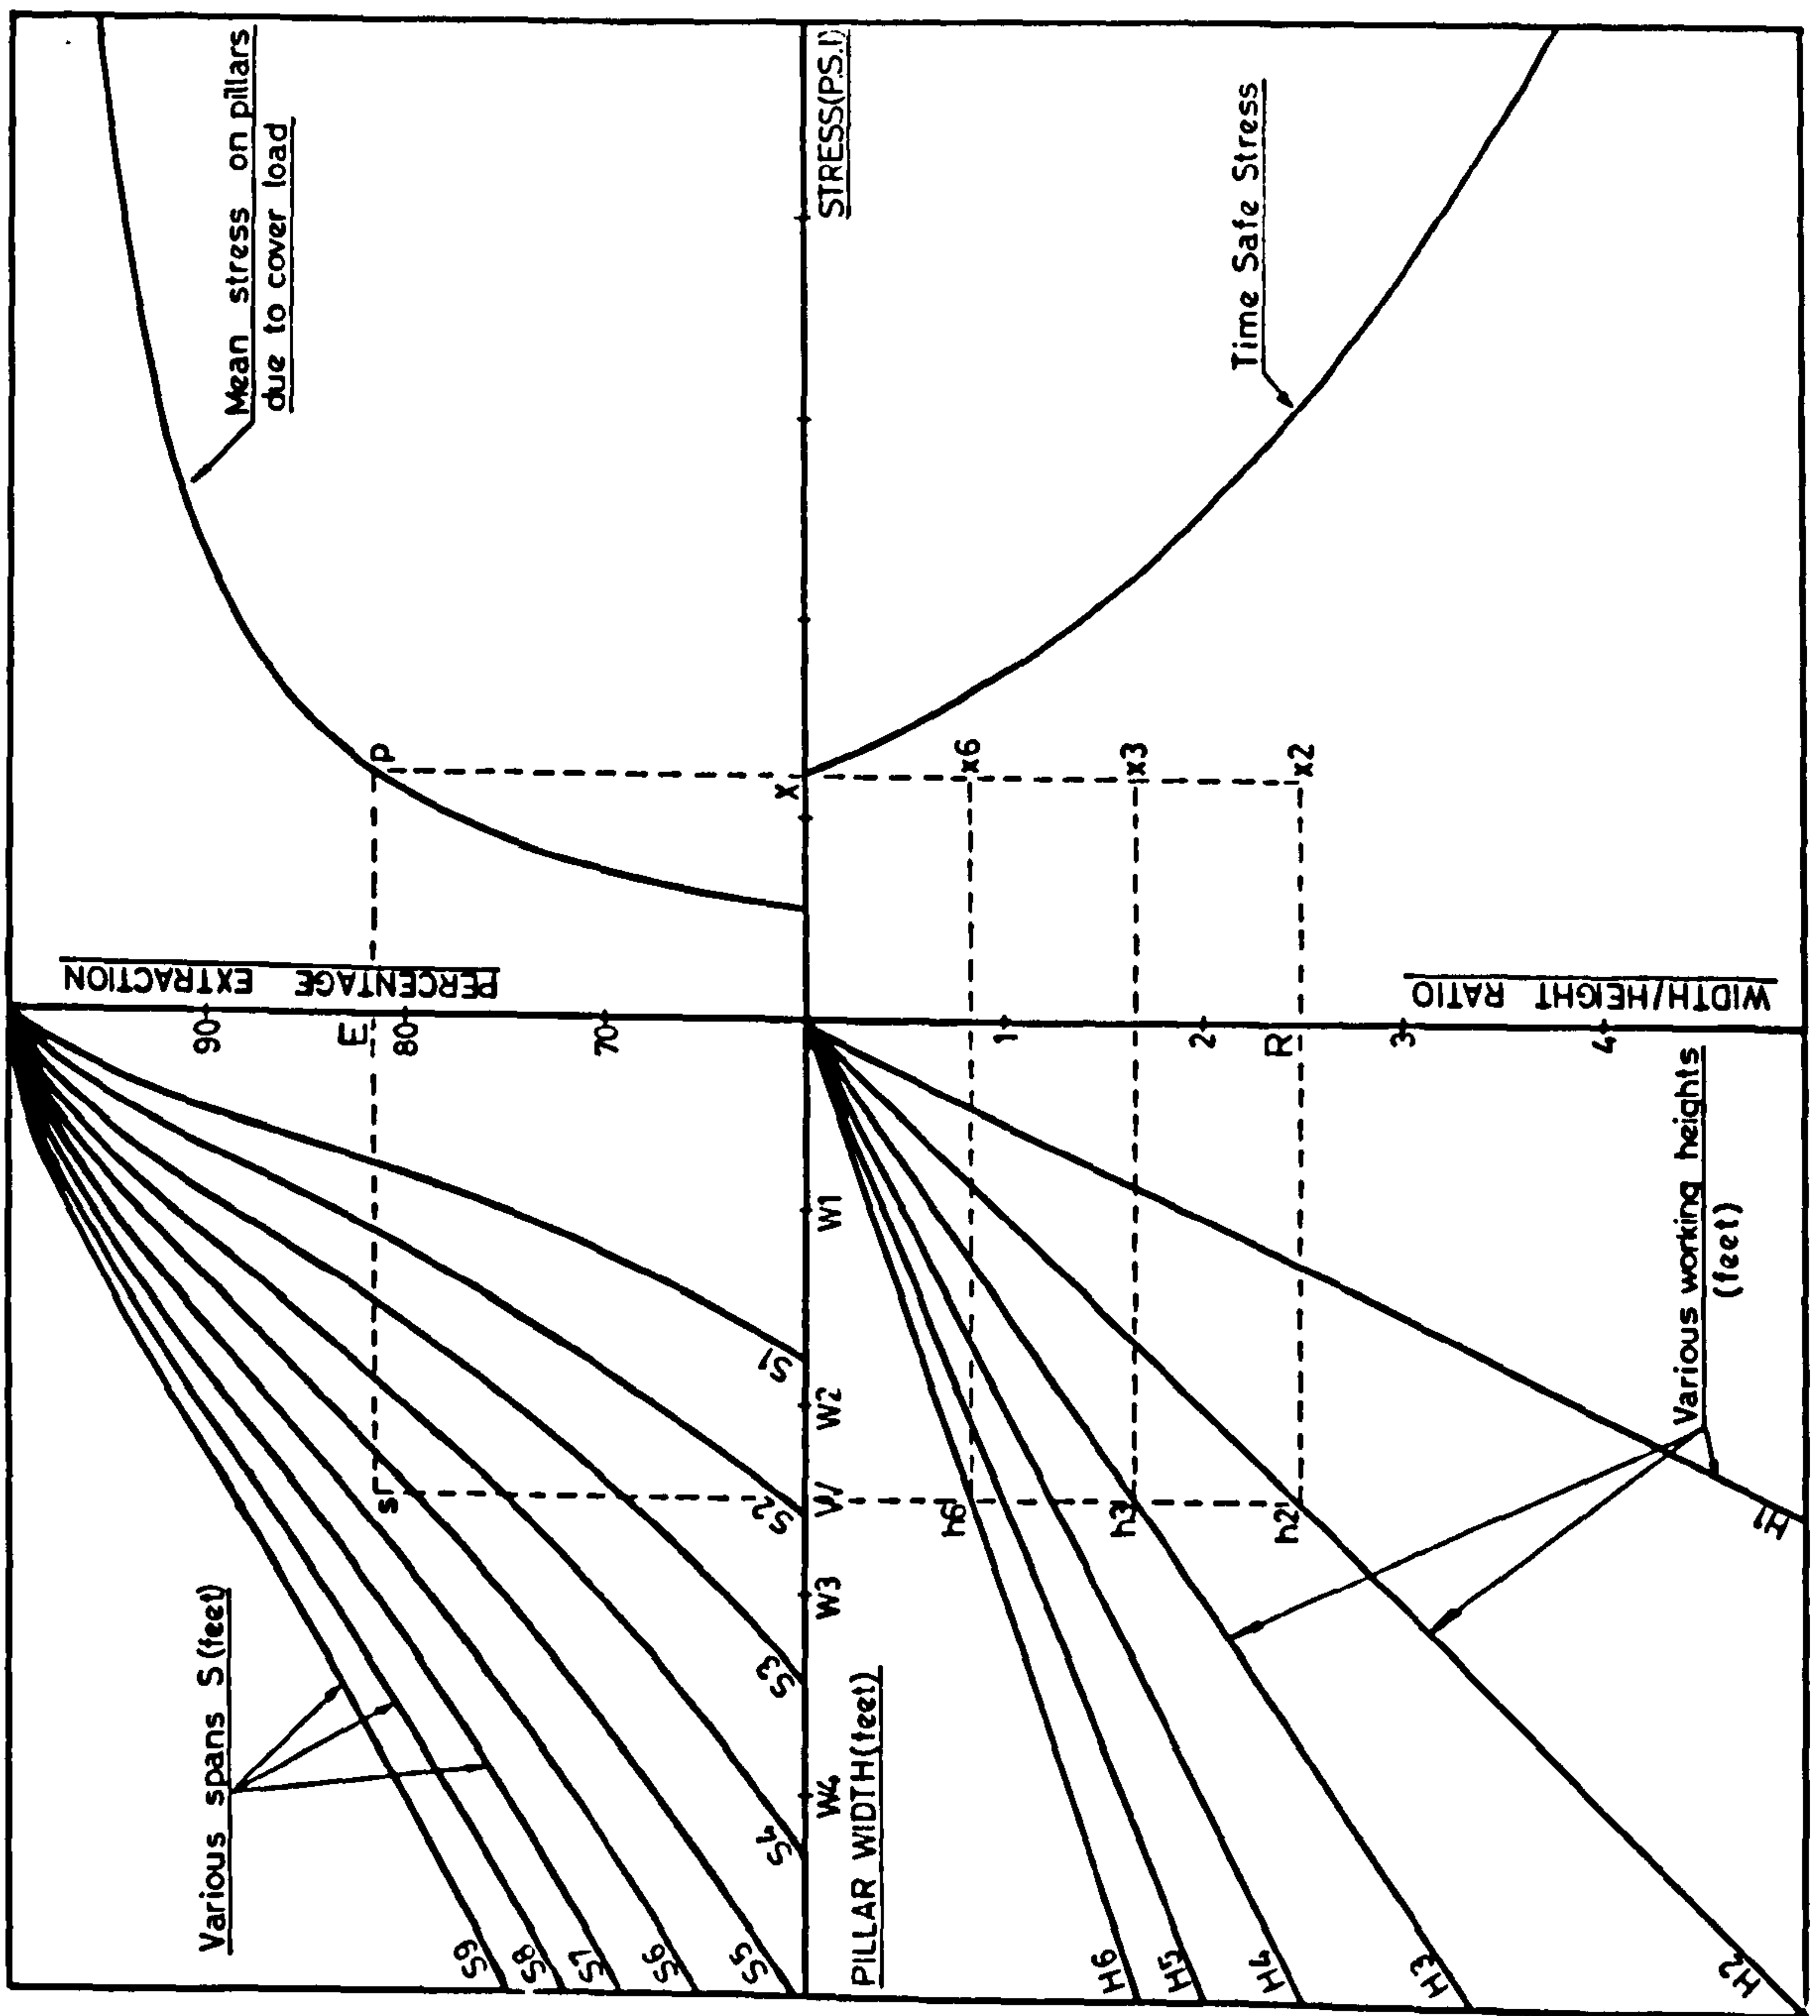 Mean stress on pillars
due to cover load
STRESS(P.S.I)
Time Safe Stress
PERCENTAGE EXTRACTION
90
E
80
70
P
X
x6
x3
x2
WIDTH/HEIGHT RATIO
1
2
R
3
4
Various spans S (feet)
S9
S8
S7
S6
S5
S4
S3
S2
S1
s
W1
W2
W
W3
W4
PILLAR WIDTH(feet)
h6
h3
h2
H6
H5
H4
H3
H2
H1
Various working heights
(feet)